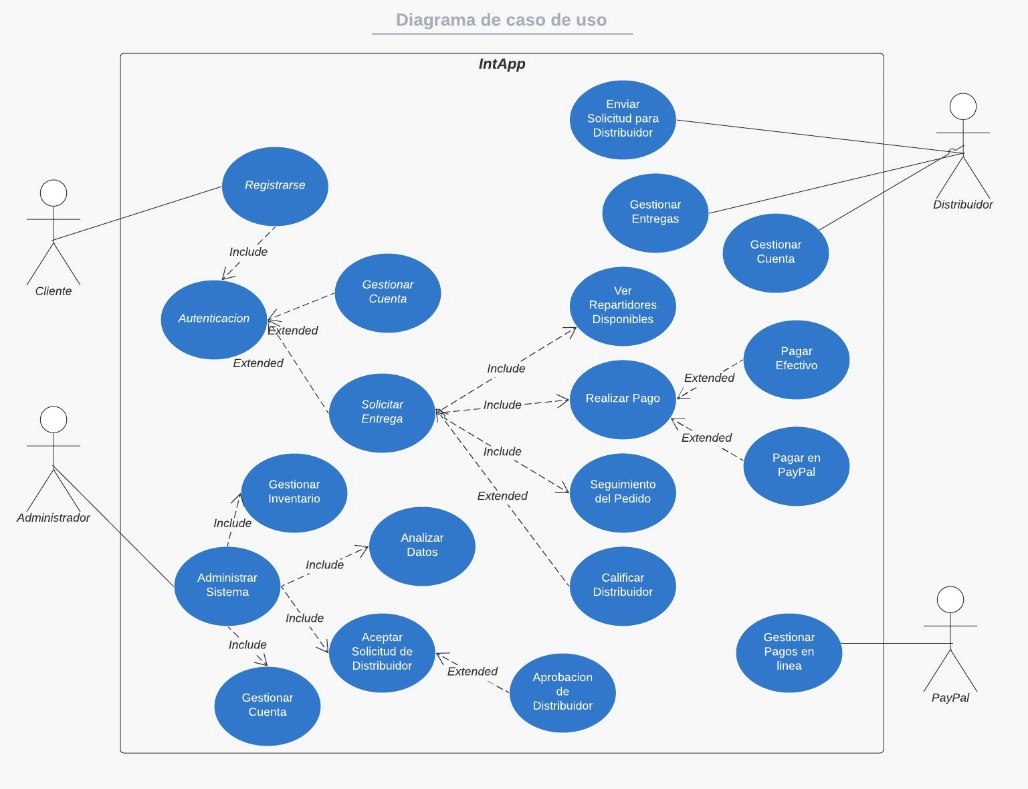 Diagrama de caso de uso
IntApp
Enviar
Solicitud para
Distribuidor
Registrarse
Gestionar
Entregas
Distribuidor
Gestionar
Cuenta
Include
Cliente
Gestionar
Cuenta
Ver
Repartidores
Disponibles
Autenticacion
Extended
Extended
Pagar
Efectivo
Include
Extended
Solicitar
Entrega
Include
Realizar Pago
Extended
Include
Pagar en
PayPal
Gestionar
Inventario
Extended
Seguimiento
del Pedido
Administrador
Include
Analizar
Datos
Include
Administrar
Sistema
Calificar
Distribuidor
Include
Include
Aceptar
Solicitud de
Distribuidor
Extended
Gestionar
Pagos en
linea
Aprobacion
de
Distribuidor
Gestionar
Cuenta
PayPal